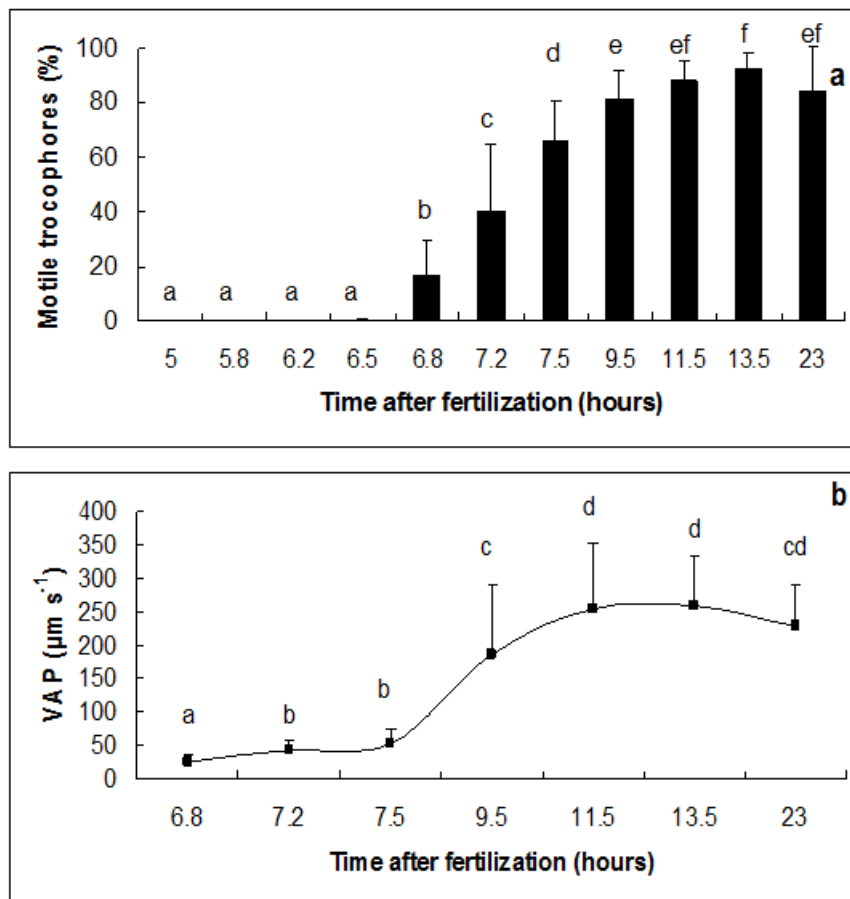 100
80
60
40
20
0
Motile trocophores (%)
a a a a b c d e ef f ef
a
5 5.8 6.2 6.5 6.8 7.2 7.5 9.5 11.5 13.5 23
Time after fertilization (hours)
b
400
350
300
250
200
150
100
50
0
VAP (µm s⁻¹)
a b b c d d cd
6.8 7.2 7.5 9.5 11.5 13.5 23
Time after fertilization (hours)